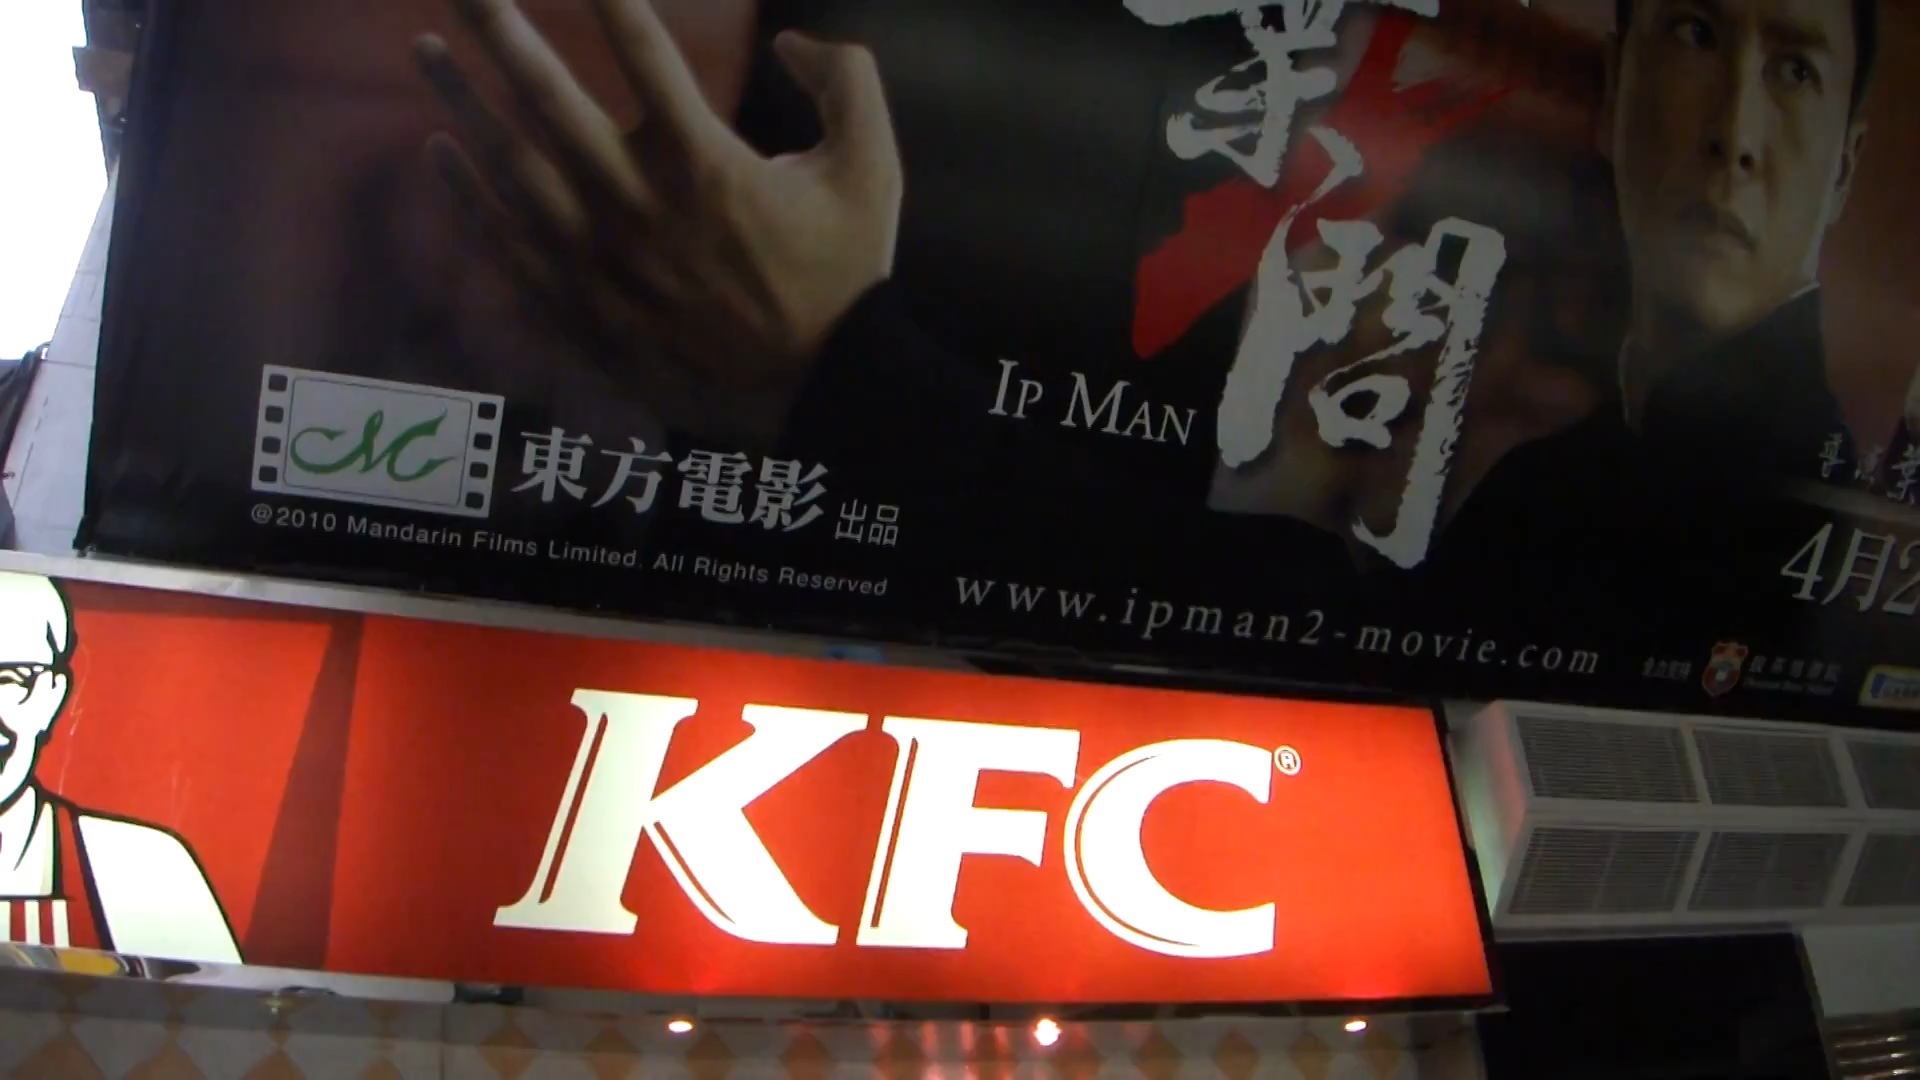 葉問
IP MAN
東方電影 出品
@2010 Mandarin Films Limited. All Rights Reserved
www.ipman2-movie.com
4月2
KFC®